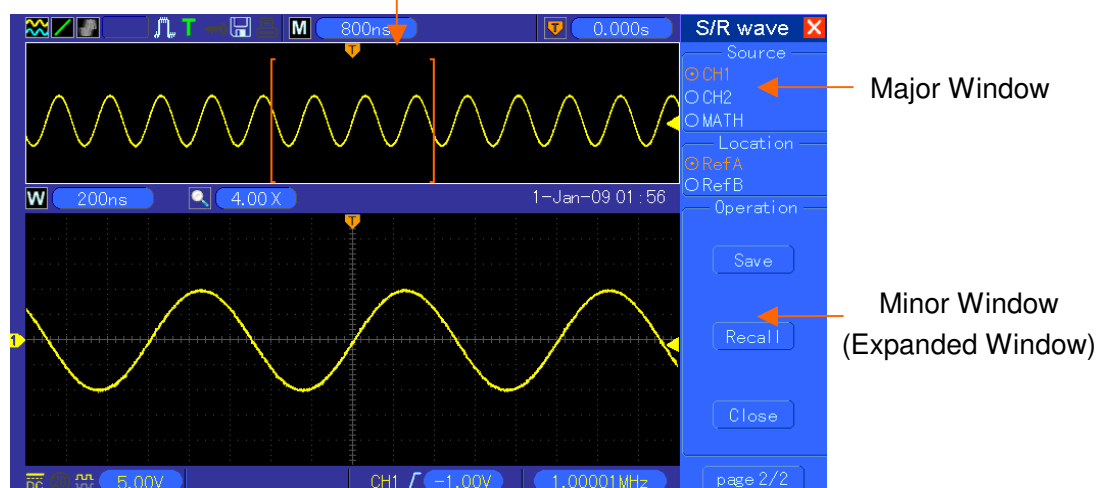 M 800ns T 0.000s S/R wave X
T
Source
CH1
CH2
MATH
Major Window
Location
RefA
RefB
W 200ns 4.00X 1-Jan-09 01:56
T
Operation
Save
Minor Window
(Expanded Window)
1
Recall
Close
DC 5.00V CH1 -1.00V 1.00001MHz page 2/2